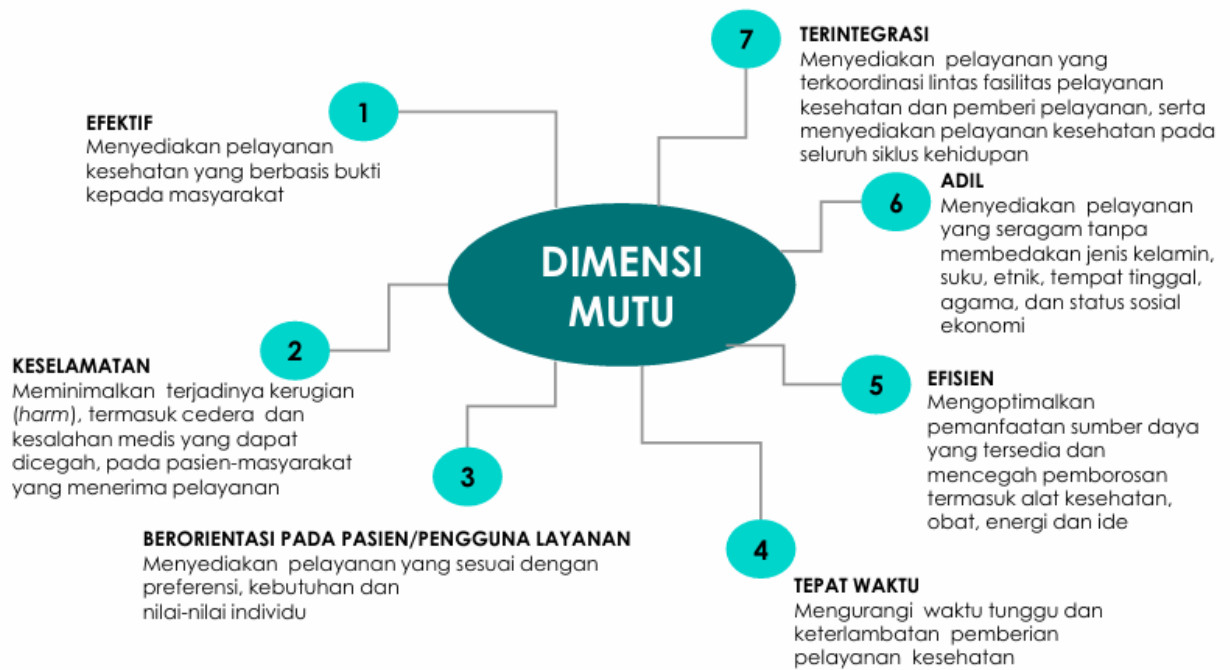 DIMENSI
MUTU
1
EFEKTIF
Menyediakan pelayanan
kesehatan yang berbasis bukti
kepada masyarakat
2
KESELAMATAN
Meminimalkan terjadinya kerugian
(harm), termasuk cedera dan
kesalahan medis yang dapat
dicegah, pada pasien-masyarakat
yang menerima pelayanan
3
BERORIENTASI PADA PASIEN/PENGGUNA LAYANAN
Menyediakan pelayanan yang sesuai dengan
preferensi, kebutuhan dan
nilai-nilai individu
4
TEPAT WAKTU
Mengurangi waktu tunggu dan
keterlambatan pemberian
pelayanan kesehatan
5
EFISIEN
Mengoptimalkan
pemanfaatan sumber daya
yang tersedia dan
mencegah pemborosan
termasuk alat kesehatan,
obat, energi dan ide
6
ADIL
Menyediakan pelayanan
yang seragam tanpa
membedakan jenis kelamin,
suku, etnik, tempat tinggal,
agama, dan status sosial
ekonomi
7
TERINTEGRASI
Menyediakan pelayanan yang
terkoordinasi lintas fasilitas pelayanan
kesehatan dan pemberi pelayanan, serta
menyediakan pelayanan kesehatan pada
seluruh siklus kehidupan